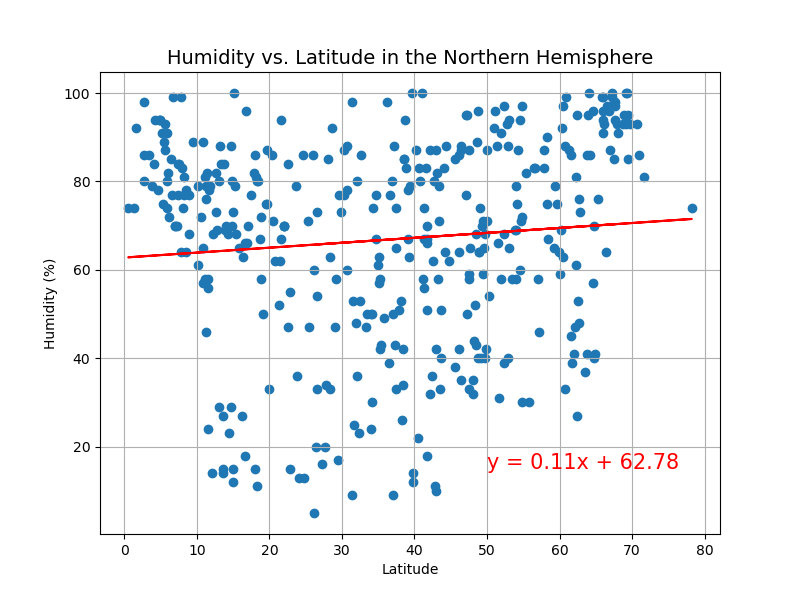 Humidity vs. Latitude in the Northern Hemisphere
100
80
60
40
20
Humidity (%)
y = 0.11x + 62.78
0 10 20 30 40 50 60 70 80
Latitude